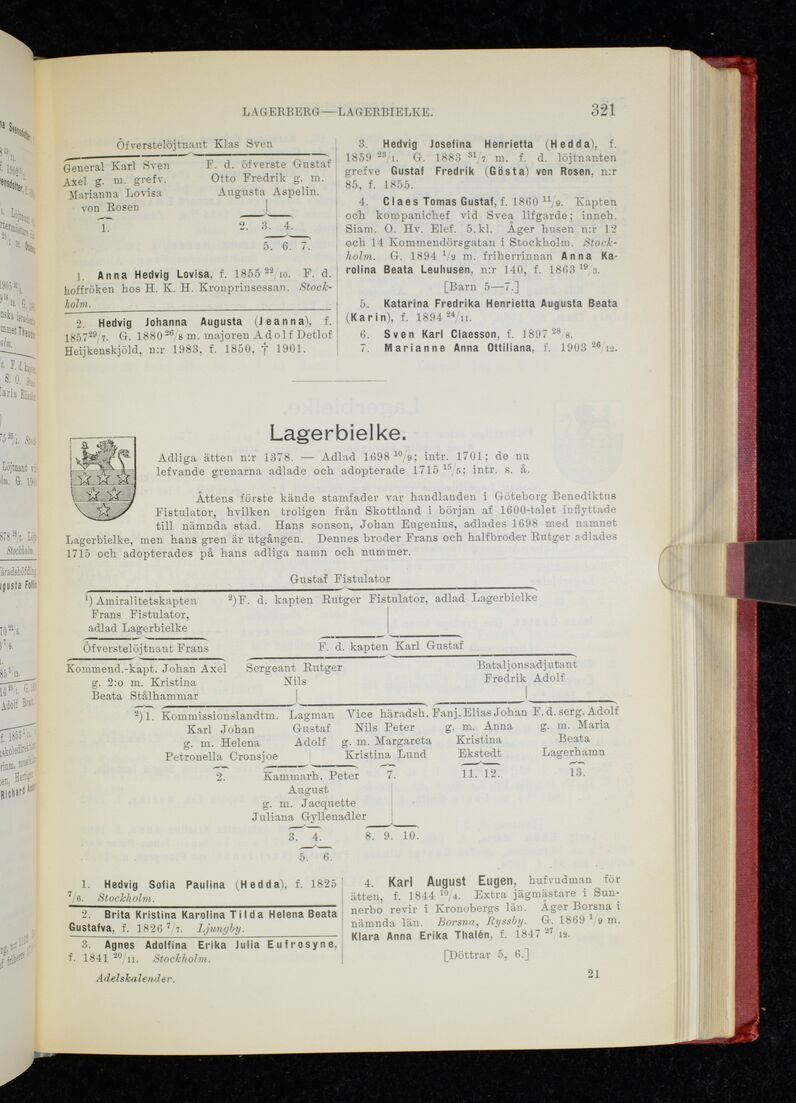 LAGERBERG—LAGERBIELKE.
321
Öfverstelöjtnant Klas Sven
General Karl Sven
Axel g. m. grefv.
Marianna Lovisa
von Rosen
1.
F. d. öfverste Gustaf
Otto Fredrik g. m.
Augusta Aspelin.
2. 3. 4.
5. 6. 7.
1. Anna Hedvig Lovisa, f. 1855 22/10. F. d.
hoffröken hos H. K. H. Kronprinsessan. Stock-
holm.
2. Hedvig Johanna Augusta (Jeanna), f.
1857 29/7. G. 1880 26/8 m. majoren Adolf Detlof
Heijkenskjöld, n:r 1983, f. 1850, † 1901.
3. Hedvig Josefina Henrietta (Hedda), f.
1859 23/1. G. 1883 31/7 m. f. d. löjtnanten
grefve Gustaf Fredrik (Gösta) von Rosen, n:r
85, f. 1855.
4. Claes Tomas Gustaf, f. 1860 11/9. Kapten
och kompanichef vid Svea lifgarde; inneh.
Siam. O. Hv. Elef. 5. kl. Äger husen n:r 12
och 14 Kommendörsgatan i Stockholm. Stock-
holm. G. 1894 1/2 m. friherrinnan Anna Ka-
rolina Beata Leuhusen, n:r 140, f. 1863 19/3.
[Barn 5—7.]
5. Katarina Fredrika Henrietta Augusta Beata
(Karin), f. 1894 24/11.
6. Sven Karl Claesson, f. 1897 28/8.
7. Marianne Anna Ottiliana, f. 1903 26/12.
Lagerbielke.
Adliga ätten n:r 1378. — Adlad 1698 10/9; intr. 1701; de nu
lefvande grenarna adlade och adopterade 1715 15/5; intr. s. å.
Ättens förste kände stamfader var handlanden i Göteborg Benediktus
Fistulator, hvilken troligen från Skottland i början af 1600-talet inflyttade
till nämnda stad. Hans sonson, Johan Eugenius, adlades 1698 med namnet
Lagerbielke, men hans gren är utgången. Dennes broder Frans och halfbroder Rutger adlades
1715 och adopterades på hans adliga namn och nummer.
Gustaf Fistulator
1) Amiralitetskapten
Frans Fistulator,
adlad Lagerbielke
2) F. d. kapten Rutger Fistulator, adlad Lagerbielke
Öfverstelöjtnant Frans
F. d. kapten Karl Gustaf
Kommend.-kapt. Johan Axel
g. 2:o m. Kristina
Beata Stålhammar
Sergeant Rutger
Nils
Bataljonsadjutant
Fredrik Adolf
2) 1.
Kommissionslandtm.
Karl Johan
g. m. Helena
Petronella Cronsjoe
2.
Lagman
Gustaf
Adolf
Vice häradsh.
Nils Peter
g. m. Margareta
Kristina Lund
7.
Fanj. Elias Johan
g. m. Anna
Kristina
Ekstedt
11. 12.
F. d. serg. Adolf
g. m. Maria
Beata
Lagerhamn
13.
Kammarh. Peter
August
g. m. Jacquette
Juliana Gyllenadler
3. 4.
8. 9. 10.
5. 6.
1. Hedvig Sofia Paulina (Hedda), f. 1825
7/6. Stockholm.
2. Brita Kristina Karolina Tilda Helena Beata
Gustafva, f. 1826 7/7. Ljungby.
3. Agnes Adolfina Erika Julia Eufrosyne,
f. 1841 20/11. Stockholm.
4. Karl August Eugen, hufvudman för
ätten, f. 1844 10/4. Extra jägmästare i Sun-
nerbo revir i Kronobergs län. Äger Borsna i
nämnda län. Borsna, Ryssby. G. 1869 1/9 m.
Klara Anna Erika Thalén, f. 1847 27/12.
[Döttrar 5, 6.]
Adelskalender.
21